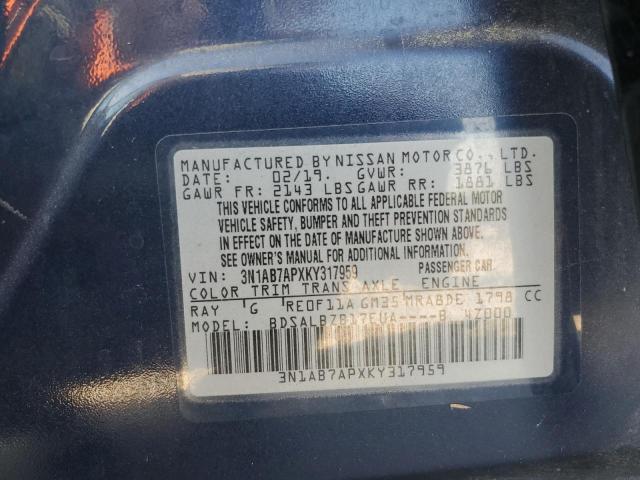 MANUFACTURED BY NISSAN MOTOR CO., LTD.
DATE: 02/19. GVWR: 3876 LBS
GAWR FR: 2143 LBS GAWR RR: 1881 LBS
THIS VEHICLE CONFORMS TO ALL APPLICABLE FEDERAL MOTOR
VEHICLE SAFETY, BUMPER AND THEFT PREVENTION STANDARDS
IN EFFECT ON THE DATE OF MANUFACTURE SHOWN ABOVE.
SEE OWNER'S MANUAL FOR ADDITIONAL INFORMATION.
VIN: 3N1AB7APXKY317959 PASSENGER CAR
COLOR TRIM TRANS AXLE ENGINE
RAY G RE0F11A GM35 MRA8DE 1798 CC
MODEL: BDSALBZB17EUA----B 4Z000
3N1AB7APXKY317959